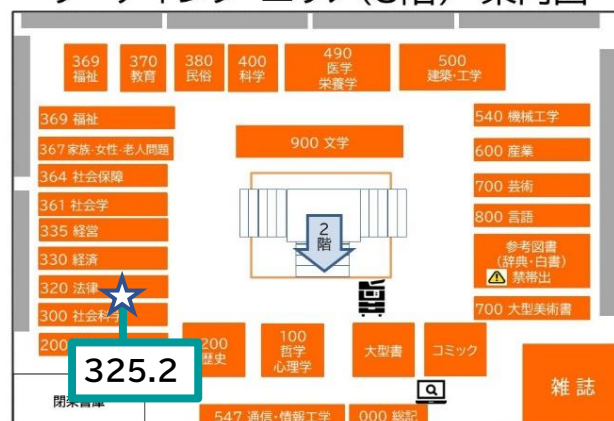 369
福祉
370
教育
380
民俗
400
科学
490
医学
栄養学
500
建築・工学
369 福祉
367 家族・女性・老人問題
364 社会保障
361 社会学
335 経営
330 経済
320 法律
300 社会科
200
900 文学
2
階
540 機械工学
600 産業
700 芸術
800 言語
参考図書
(辞典・白書)
禁帯出
700 大型美術書
325.2
200
歴史
100
哲学
心理学
大型書
コミック
雑誌
547 通信・情報工学
000 総記